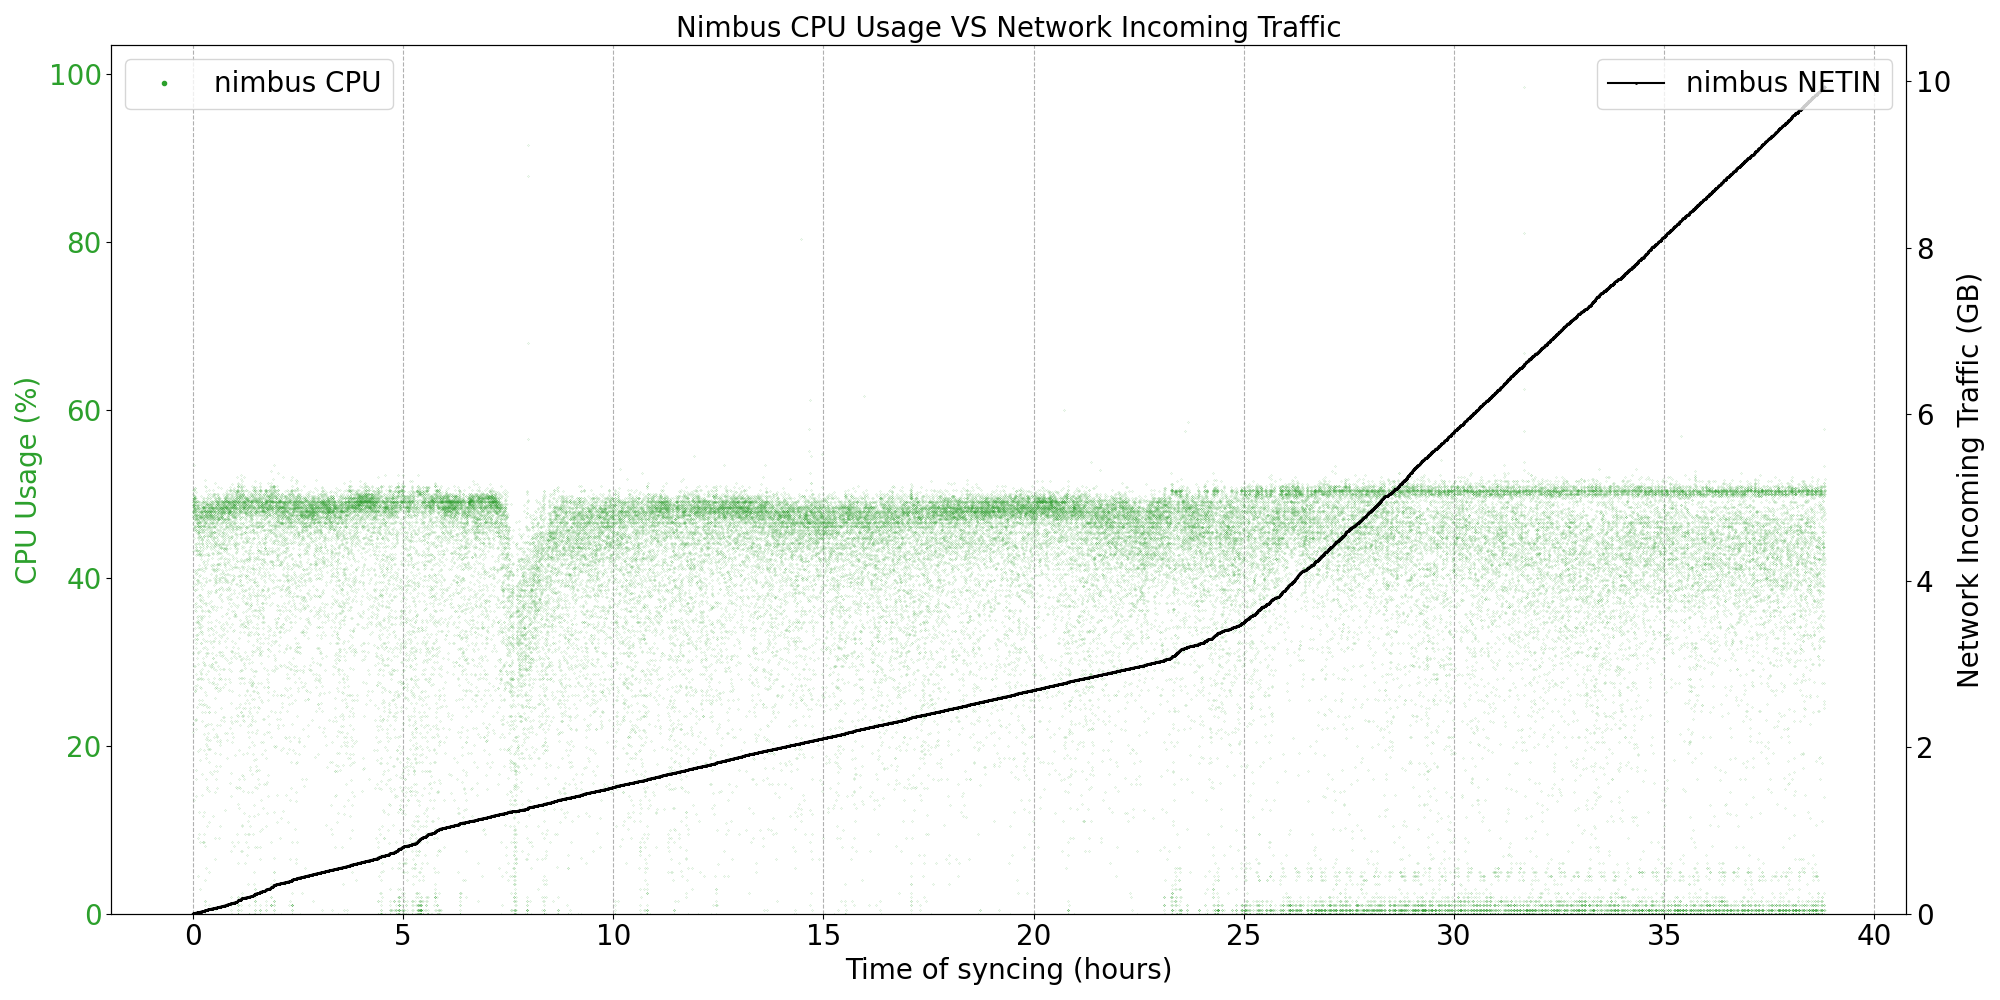 Nimbus CPU Usage VS Network Incoming Traffic
nimbus CPU
nimbus NETIN
CPU Usage (%)
100
80
60
40
20
0
Network Incoming Traffic (GB)
10
8
6
4
2
0
0 5 10 15 20 25 30 35 40
Time of syncing (hours)